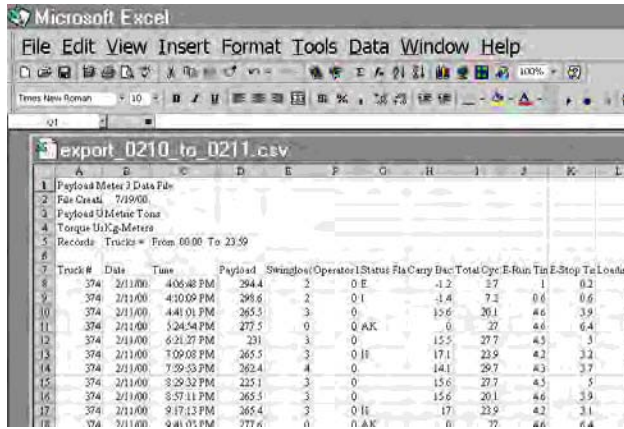 Microsoft Excel
File Edit View Insert Format Tools Data Window Help
100%
Times New Roman 10 B I U % ,
export_0210_to_0211.csv
A B C D E F G H I J K L
1 Payload Meter 3 Data File
2 File Creati 7/19/00
3 Payload U Metric Tons
4 Torque Un Kg-Meters
5 Records Trucks = From 00:00 To 23:59
6
7 Truck # Date Time Payload Swingloa Operator I Status Fla Carry Bac Total Cyc E-Run Tim E-Stop Ta Loadin
8 374 2/11/00 4:06:48 PM 294.4 2 0 E -1.2 2.7 1 0.2
9 374 2/11/00 4:10:09 PM 298.6 2 0 I -1.4 7.2 0.6 0.6
10 374 2/11/00 4:41:01 PM 265.5 3 0 15.6 20.1 4.6 3.9
11 374 2/11/00 5:24:54 PM 277.5 0 0 AK 0 27 4.6 6.4
12 374 2/11/00 6:21:27 PM 231 3 0 15.5 27.7 4.5 5
13 374 2/11/00 7:09:08 PM 265.5 3 0 H 17.1 23.9 4.2 3.2
14 374 2/11/00 7:59:53 PM 262.4 4 0 14.1 29.7 4.3 3.7
15 374 2/11/00 8:29:32 PM 225.1 3 0 15.6 27.7 4.5 5
16 374 2/11/00 8:57:11 PM 265.5 3 0 15.6 20.1 4.6 3.9
17 374 2/11/00 9:17:13 PM 265.4 3 0 H 17 23.9 4.2 3.1
18 374 2/11/00 9:41:05 PM 277.6 0 0 AK 0 27 4.6 6.4